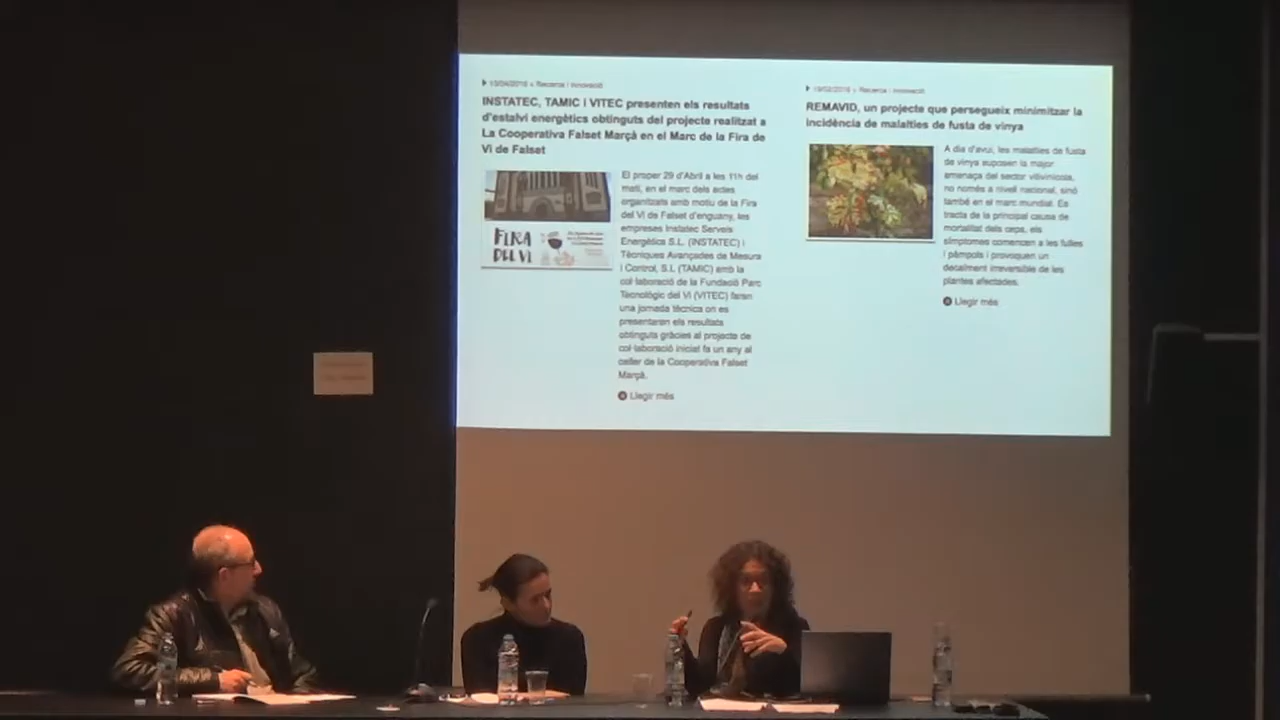 13/04/2016 » Recerca i innovació
INSTATEC, TAMIC i VITEC presenten els resultats
d'estalvi energètics obtinguts del projecte realitzat a
La Cooperativa Falset Marçà en el Marc de la Fira de
Vi de Falset
FIRA
DEL VI
El proper 29 d'Abril a les 11h del
matí, en el marc dels actes
organitzats amb motiu de la Fira
del Vi de Falset d'enguany, les
empreses Instatec Serveis
Energètics S.L. (INSTATEC) i
Tècniques Avançades de Mesura
i Control, S.L (TAMIC) amb la
col·laboració de la Fundació Parc
Tecnològic del Vi (VITEC) faran
una jornada tècnica on es
presentaran els resultats
obtinguts gràcies al projecte de
col·laboració iniciat fa un any al
celler de la Cooperativa Falset
Marçà.
Llegir més
19/02/2016 » Recerca i innovació
REMAVID, un projecte que persegueix minimitzar la
incidència de malalties de fusta de vinya
A dia d'avui, les malalties de fusta
de vinya suposen la major
amenaça del sector vitivinícola,
no només a nivell nacional, sinó
també en el marc mundial. Es
tracta de la principal causa de
mortalitat dels ceps, els
símptomes comencen a les fulles
i pàmpols i provoquen un
decaïment irreversible de les
plantes afectades.
Llegir més